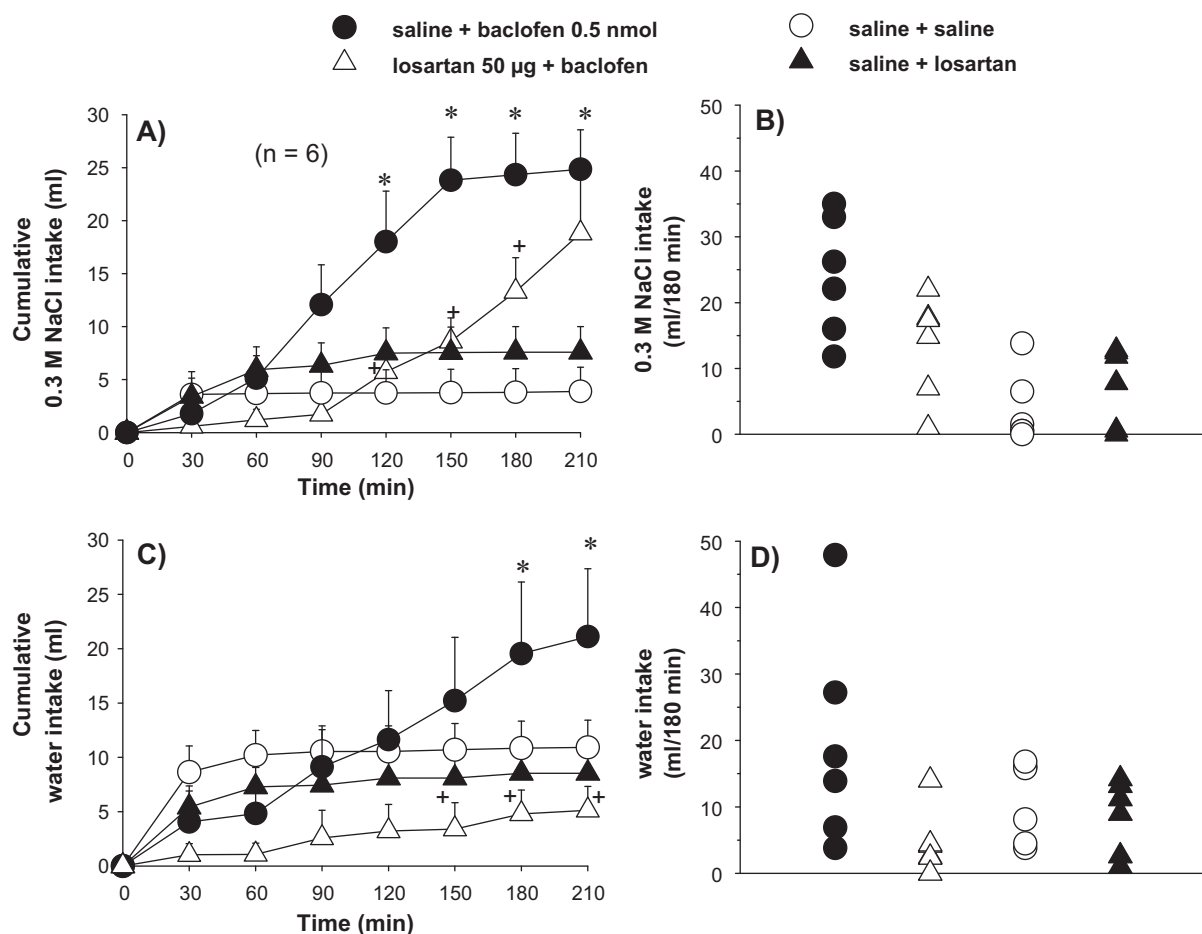 saline + baclofen 0.5 nmol
saline + saline
losartan 50 µg + baclofen
saline + losartan
A)
(n = 6)
Cumulative
0.3 M NaCl intake (ml)
30
25
20
15
10
5
0
* * * *
+ + +
0 30 60 90 120 150 180 210
Time (min)
B)
0.3 M NaCl intake
(ml/180 min)
50
40
30
20
10
0
C)
Cumulative
water intake (ml)
30
25
20
15
10
5
0
* *
+ + +
0 30 60 90 120 150 180 210
Time (min)
D)
water intake
(ml/180 min)
50
40
30
20
10
0